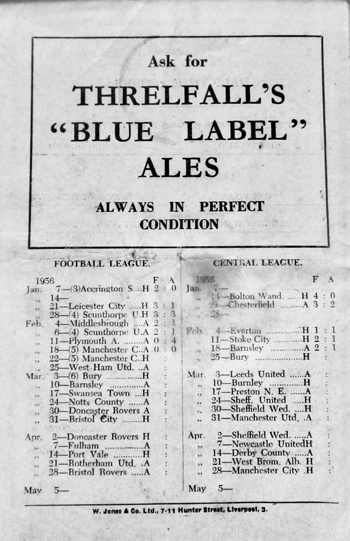 Ask for
THRELFALL'S
"BLUE LABEL"
ALES
ALWAYS IN PERFECT
CONDITION
FOOTBALL LEAGUE.
1956 F A
Jan. 7—(3)Accrington S...H 2 : 0
„ 14—
„ 21—Leicester City ...H 3 : 1
„ 28—(4) Scunthorpe U.H 3 : 3
Feb. 4—Middlesbrough ....A 2 : 1
„ 6—(4) Scunthorpe U.A 2 : 1
„ 11—Plymouth A. ....A 0 : 4
„ 18—(5) Manchester C..A 0 : 0
„ 22—(5) Manchester C.H :
„ 25—West Ham Utd. ..A :
Mar. 3—(6) Bury ..........H :
„ 10—Barnsley ..........A :
„ 17—Swansea Town ..H :
„ 24—Notts County .....A :
„ 30—Doncaster Rovers A :
„ 31—Bristol City ......H :
Apr. 2—Doncaster Rovers H :
„ 7—Fulham ............A :
„ 14—Port Vale .........H :
„ 21—Rotherham Utd. ..A :
„ 28—Bristol Rovers .....A :
May 5—
CENTRAL LEAGUE.
1956 F A
Jan. 7—
„ 14—Bolton Wand. .....H 4 : 0
„ 21—Chesterfield ......A 3 : 2
„ 28—
Feb. 4—Everton ...........H 1 : 1
„ 11—Stoke City ........H 2 : 1
„ 18—Barnsley ..........A 2 : 1
„ 25—Bury ..............H :
Mar. 3—Leeds United .....A :
„ 10—Burnley ...........H :
„ 17—Preston N. E. .....A :
„ 24—Sheff. United .....H :
„ 30—Sheffield Wed. ....H :
„ 31—Manchester Utd. .A :
Apr. 2—Sheffield Wed. ....A :
„ 7—Newcastle United H :
„ 14—Derby County .....A :
„ 21—West Brom. Alb. H :
„ 28—Manchester City .H :
May 5—
W. Jones & Co. Ltd., 7-11 Hunter Street, Liverpool, 3.